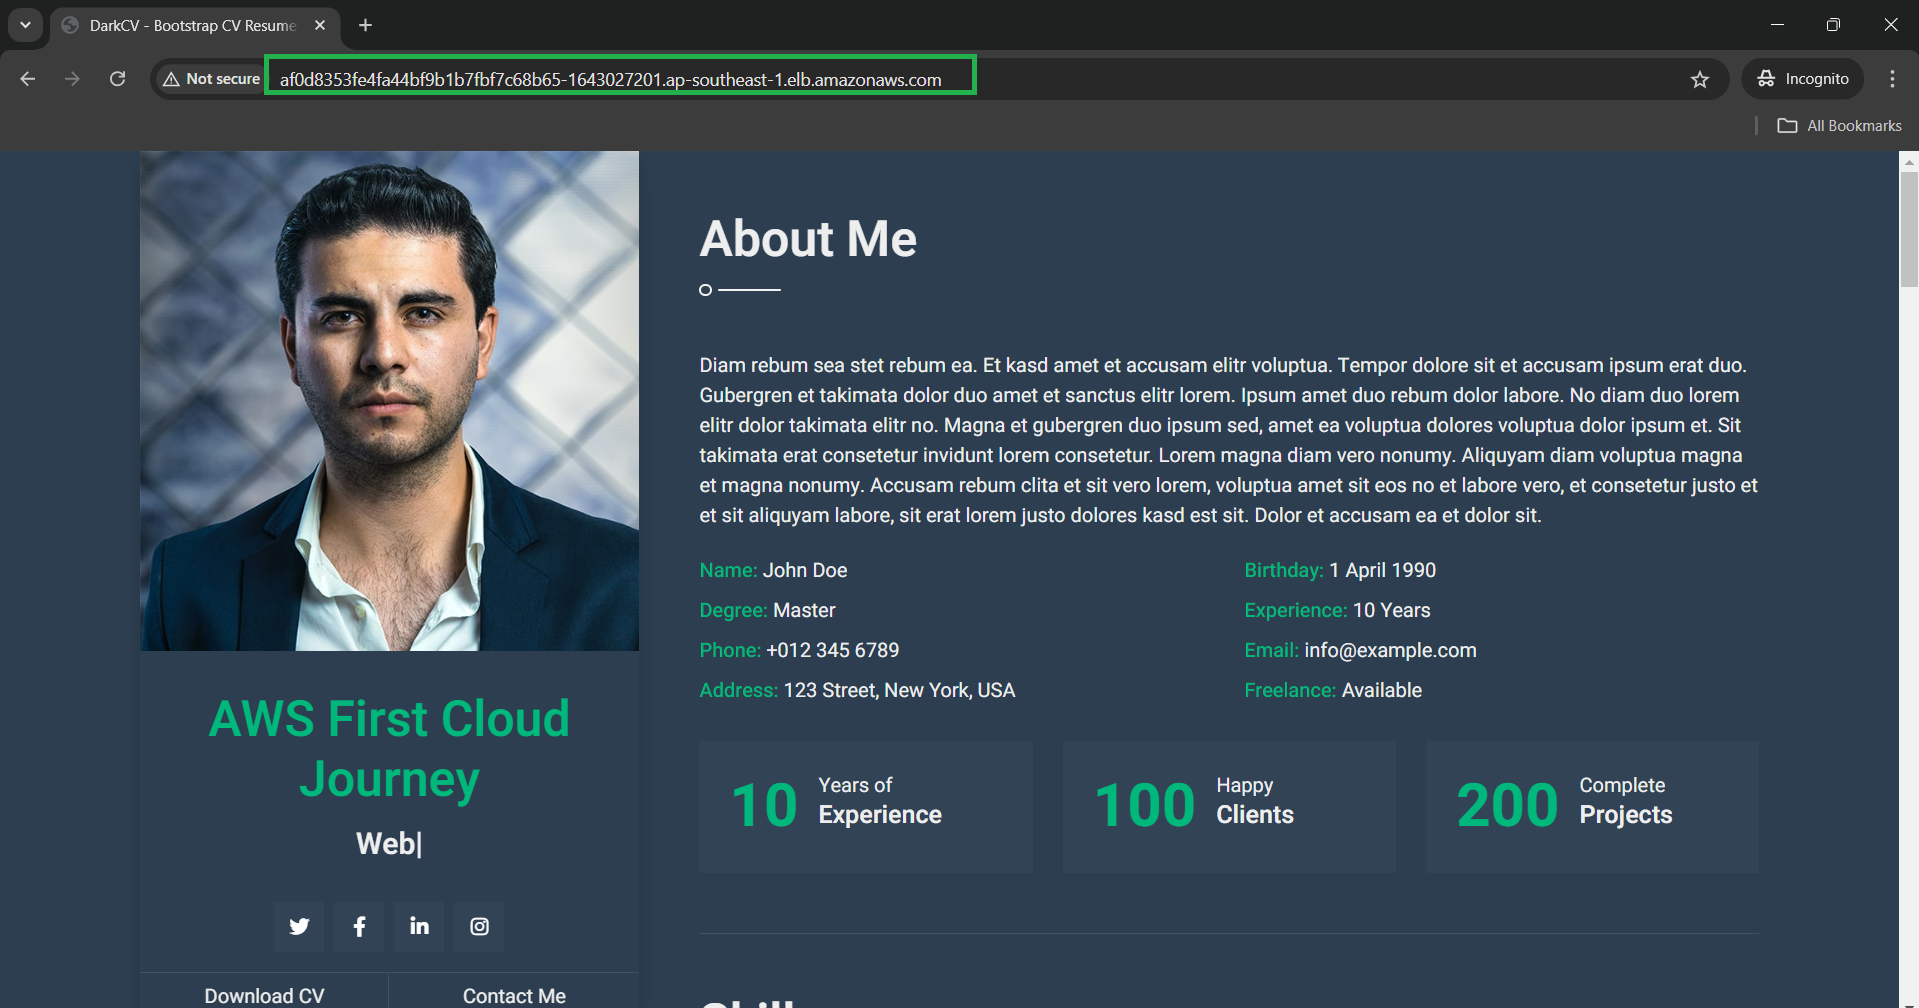 DarkCV - Bootstrap CV Resume
Not secure
af0d8353fe4fa44bf9b1b7fbf7c68b65-1643027201.ap-southeast-1.elb.amazonaws.com
Incognito
All Bookmarks
About Me
Diam rebum sea stet rebum ea. Et kasd amet et accusam elitr voluptua. Tempor dolore sit et accusam ipsum erat duo.
Gubergren et takimata dolor duo amet et sanctus elitr lorem. Ipsum amet duo rebum dolor labore. No diam duo lorem
elitr dolor takimata elitr no. Magna et gubergren duo ipsum sed, amet ea voluptua dolores voluptua dolor ipsum et. Sit
takimata erat consetetur invidunt lorem consetetur. Lorem magna diam vero nonumy. Aliquyam diam voluptua magna
et magna nonumy. Accusam rebum clita et sit vero lorem, voluptua amet sit eos no et labore vero, et consetetur justo et
et sit aliquyam labore, sit erat lorem justo dolores kasd est sit. Dolor et accusam ea et dolor sit.
Name: John Doe
Birthday: 1 April 1990
Degree: Master
Experience: 10 Years
Phone: +012 345 6789
Email: info@example.com
Address: 123 Street, New York, USA
Freelance: Available
10 Years of
Experience
100 Happy
Clients
200 Complete
Projects
AWS First Cloud
Journey
Web|
Download CV
Contact Me